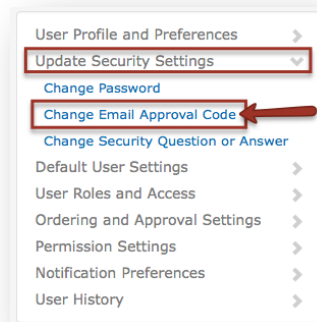 User Profile and Preferences
Update Security Settings
Change Password
Change Email Approval Code
Change Security Question or Answer
Default User Settings
User Roles and Access
Ordering and Approval Settings
Permission Settings
Notification Preferences
User History